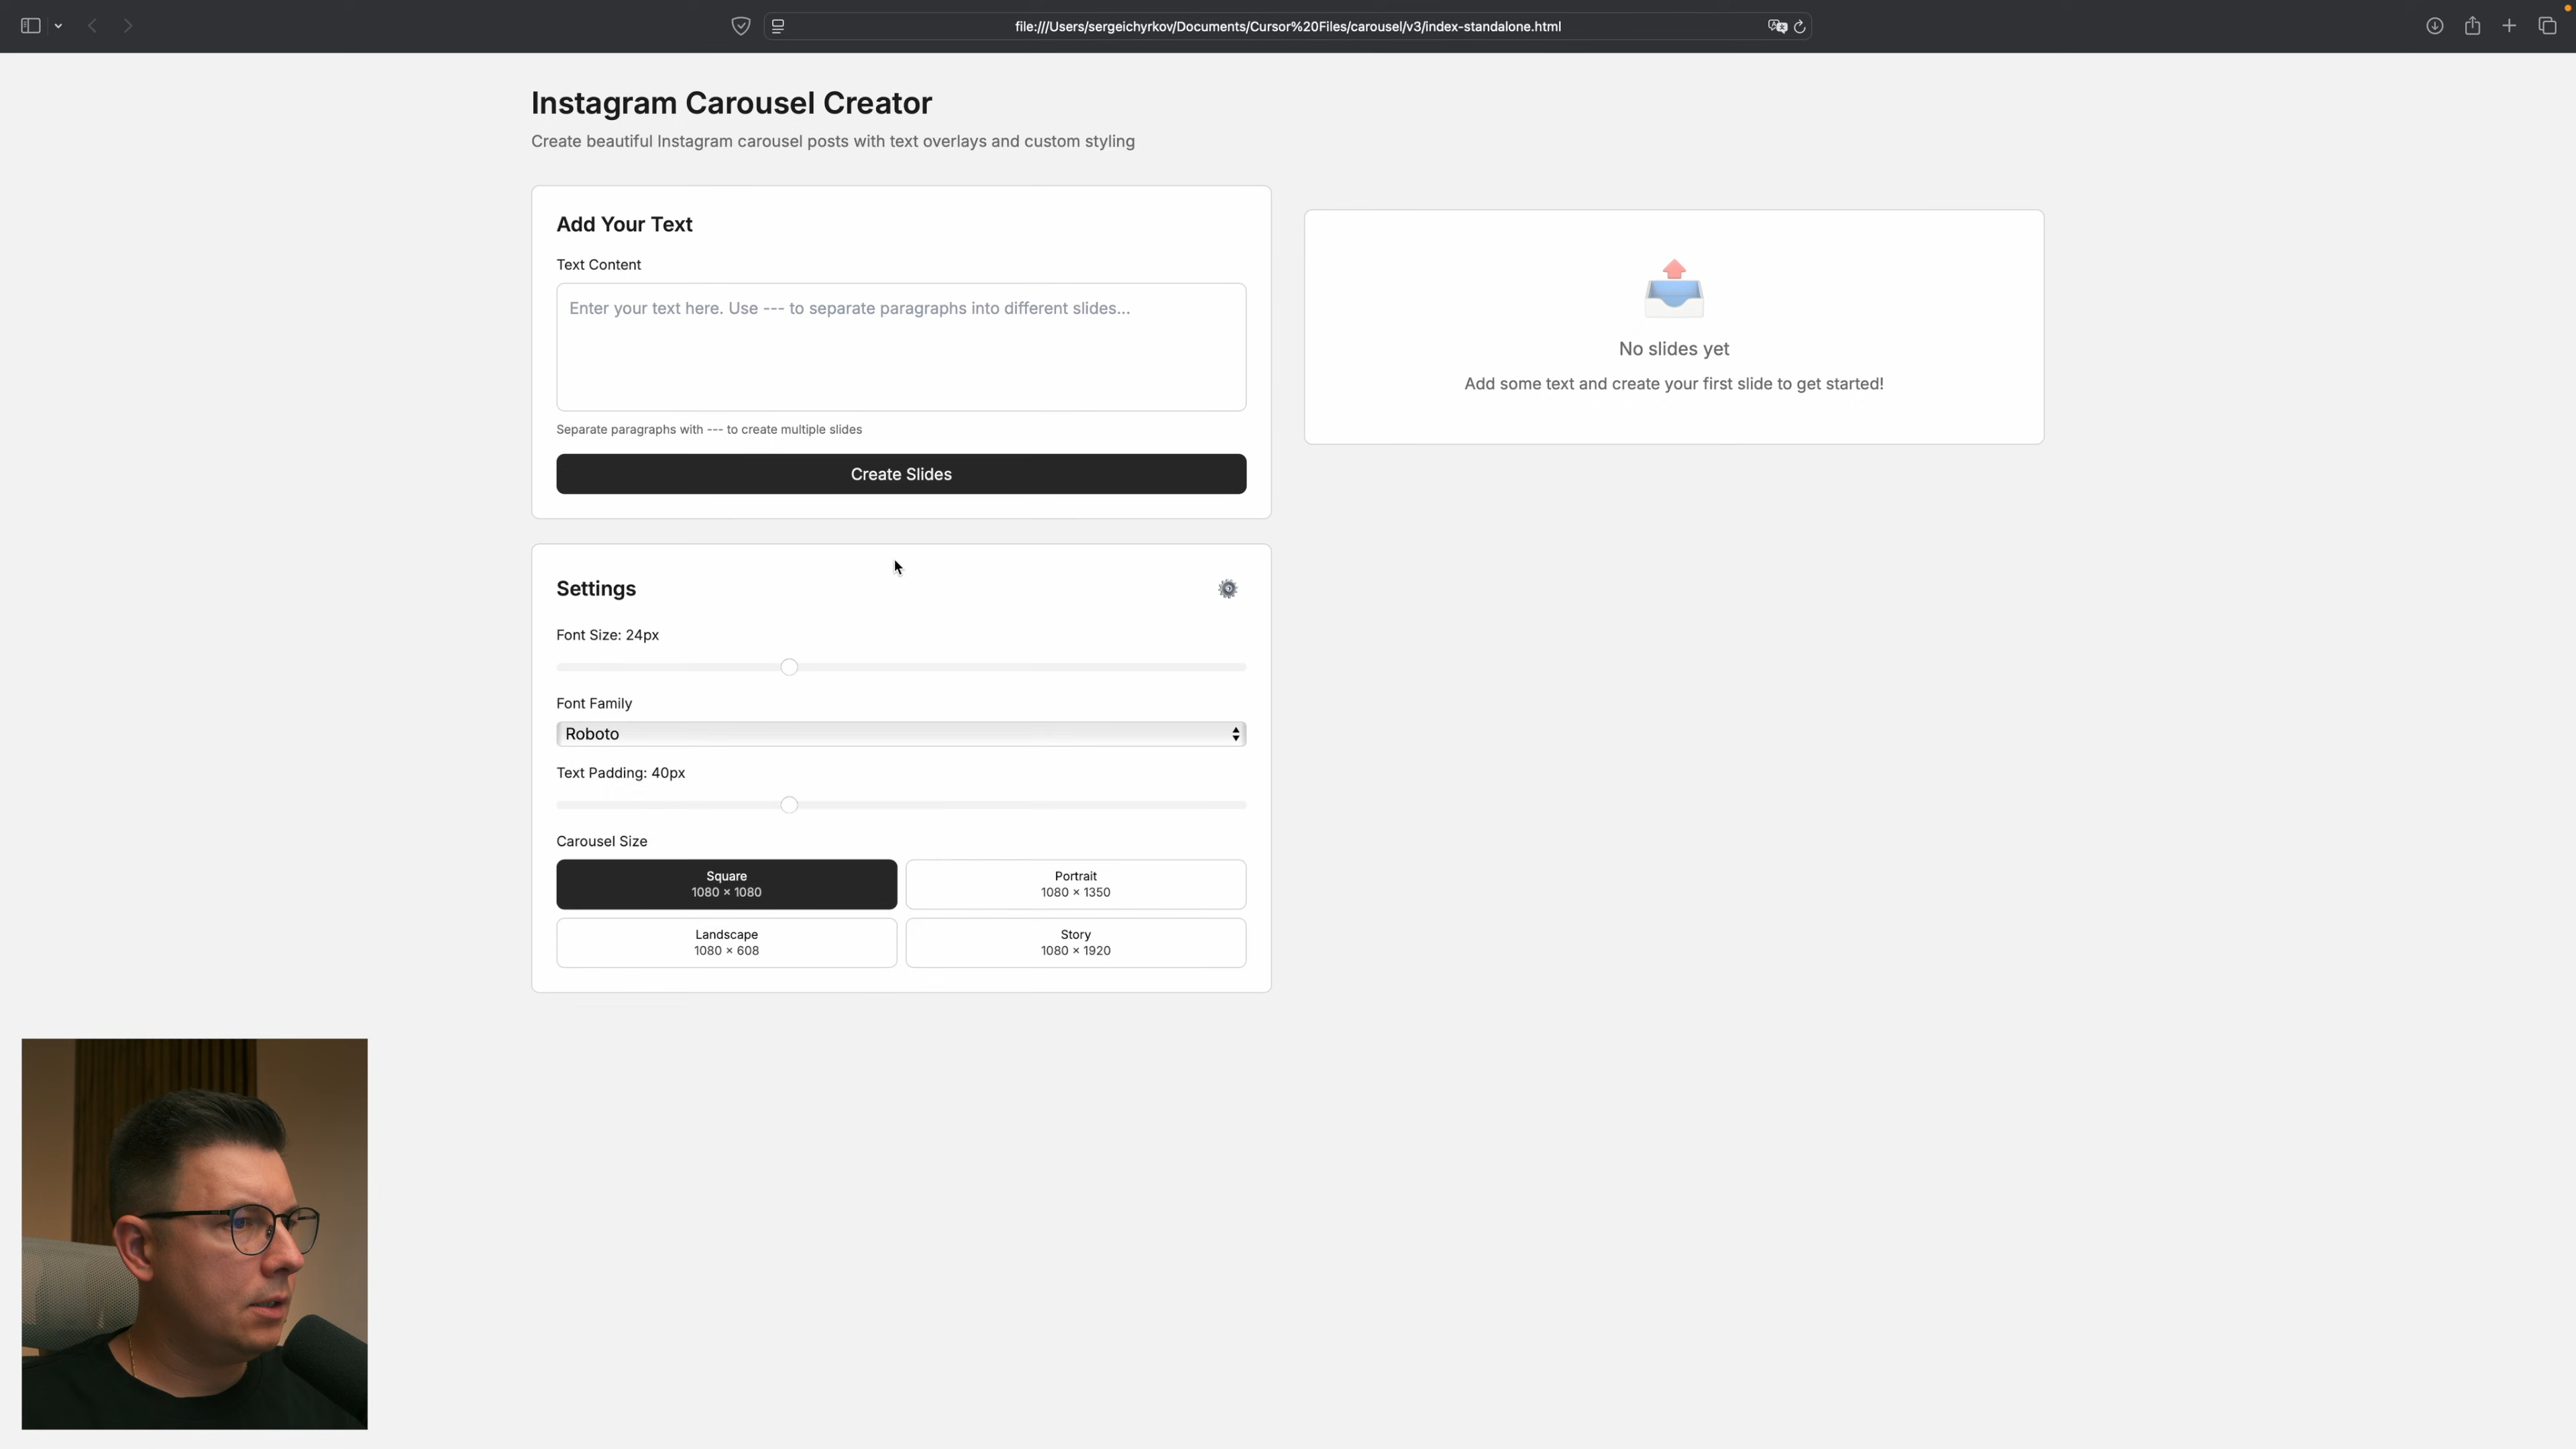 file:///Users/sergeichyrkov/Documents/Cursor%20Files/carousel/v3/index-standalone.html
Instagram Carousel Creator
Create beautiful Instagram carousel posts with text overlays and custom styling
Add Your Text
Text Content
Enter your text here. Use --- to separate paragraphs into different slides...
Separate paragraphs with --- to create multiple slides
Create Slides
No slides yet
Add some text and create your first slide to get started!
Settings
Font Size: 24px
Font Family
Roboto
Text Padding: 40px
Carousel Size
Square
1080 × 1080
Portrait
1080 × 1350
Landscape
1080 × 608
Story
1080 × 1920